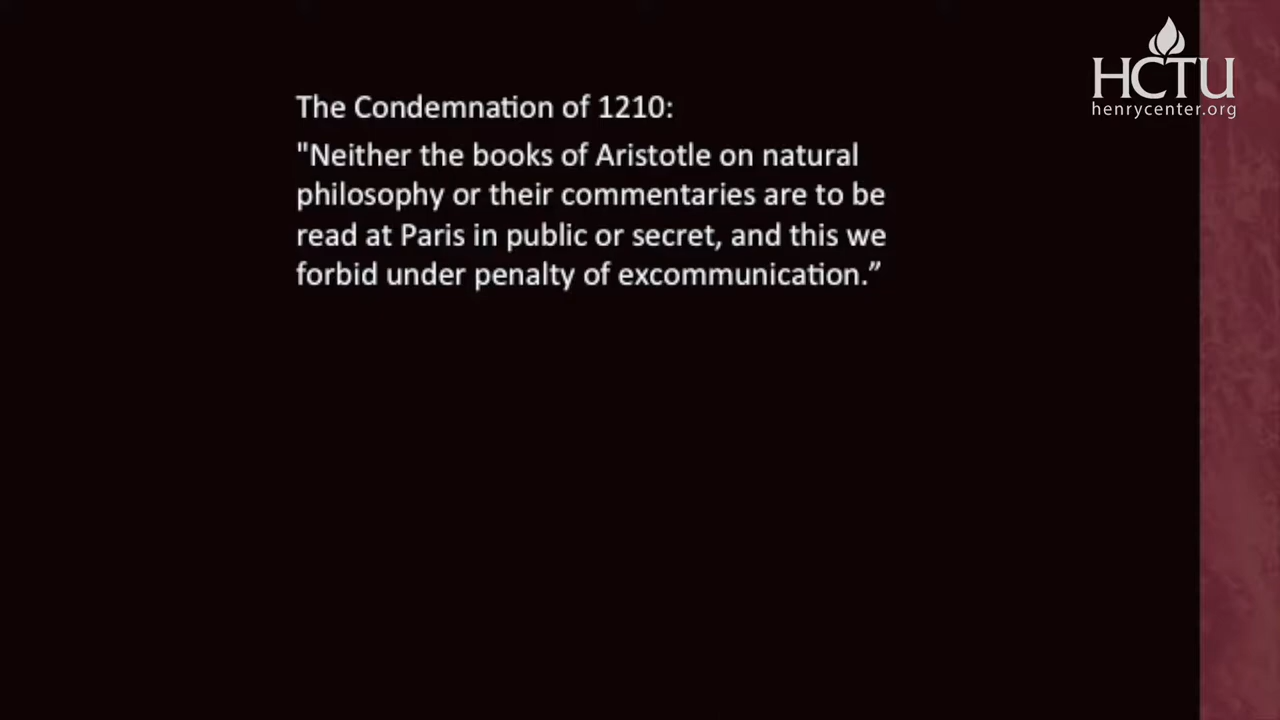 HCTU
henrycenter.org
The Condemnation of 1210:
"Neither the books of Aristotle on natural
philosophy or their commentaries are to be
read at Paris in public or secret, and this we
forbid under penalty of excommunication.”